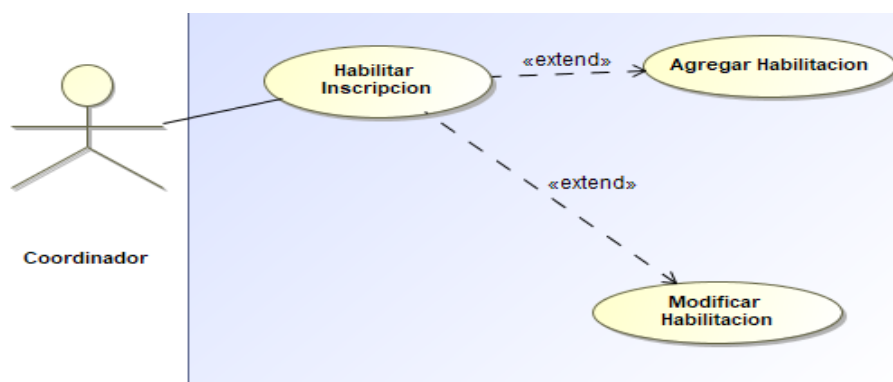 Habilitar
Inscripcion
«extend»
Agregar Habilitacion
«extend»
Coordinador
Modificar
Habilitacion